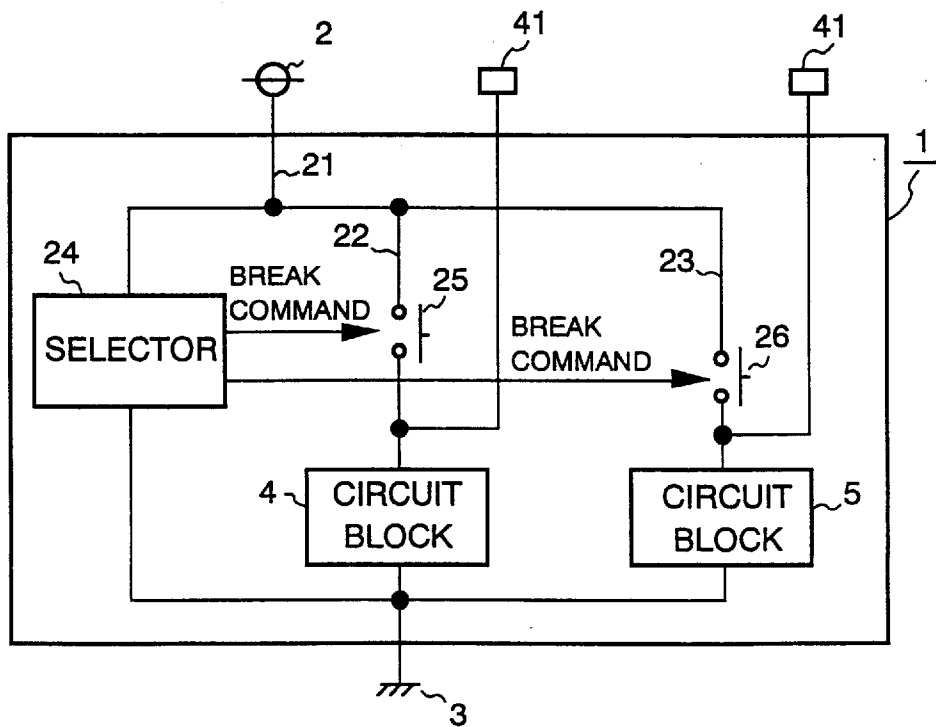 2
41
41
1
21
24
22
25
23
BREAK
COMMAND
SELECTOR
BREAK
COMMAND
26
4
CIRCUIT
BLOCK
CIRCUIT
BLOCK
5
3